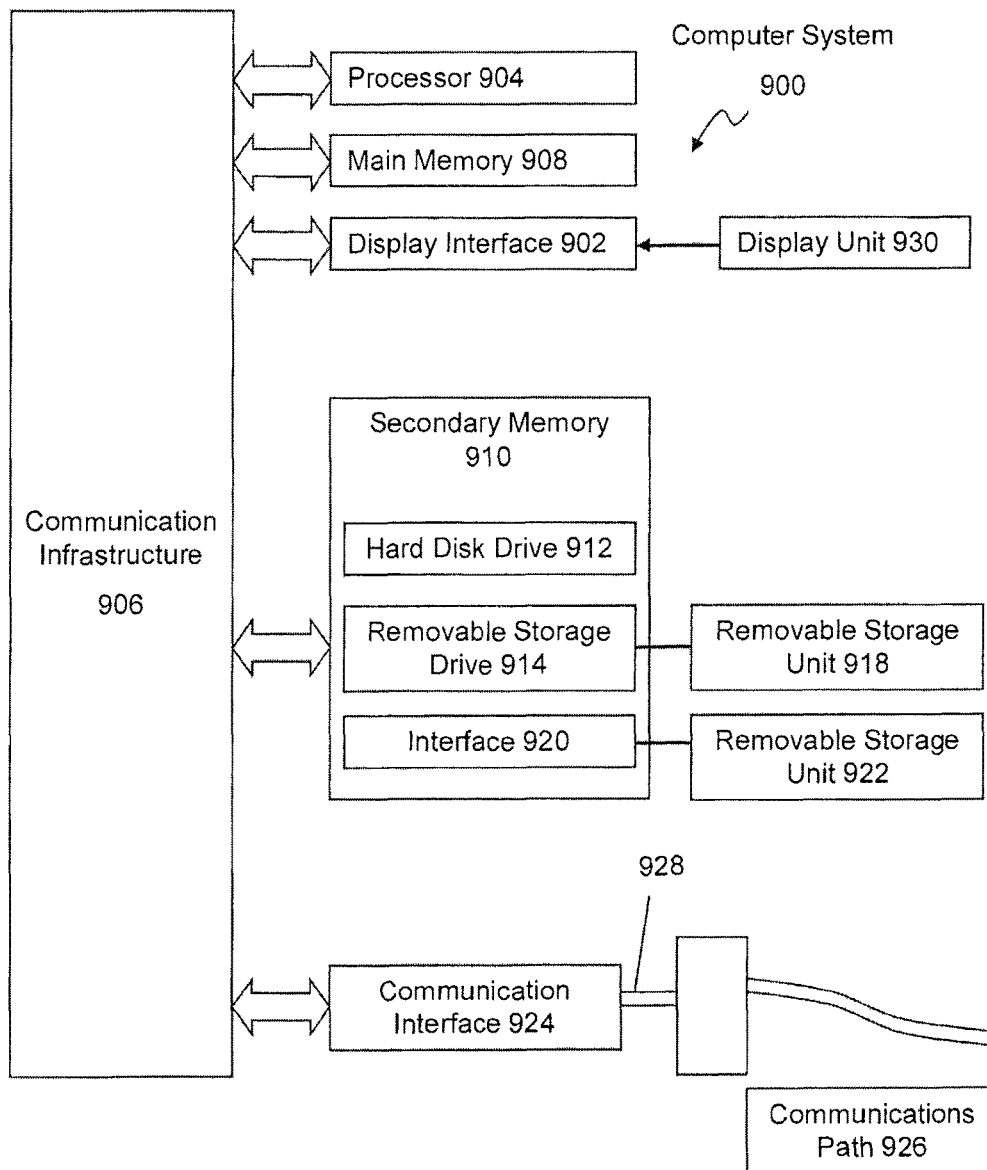 Computer System
900
Processor 904
Main Memory 908
Display Interface 902
Display Unit 930
Secondary Memory
910
Hard Disk Drive 912
Communication
Infrastructure
906
Removable Storage
Drive 914
Removable Storage
Unit 918
Interface 920
Removable Storage
Unit 922
928
Communication
Interface 924
Communications
Path 926